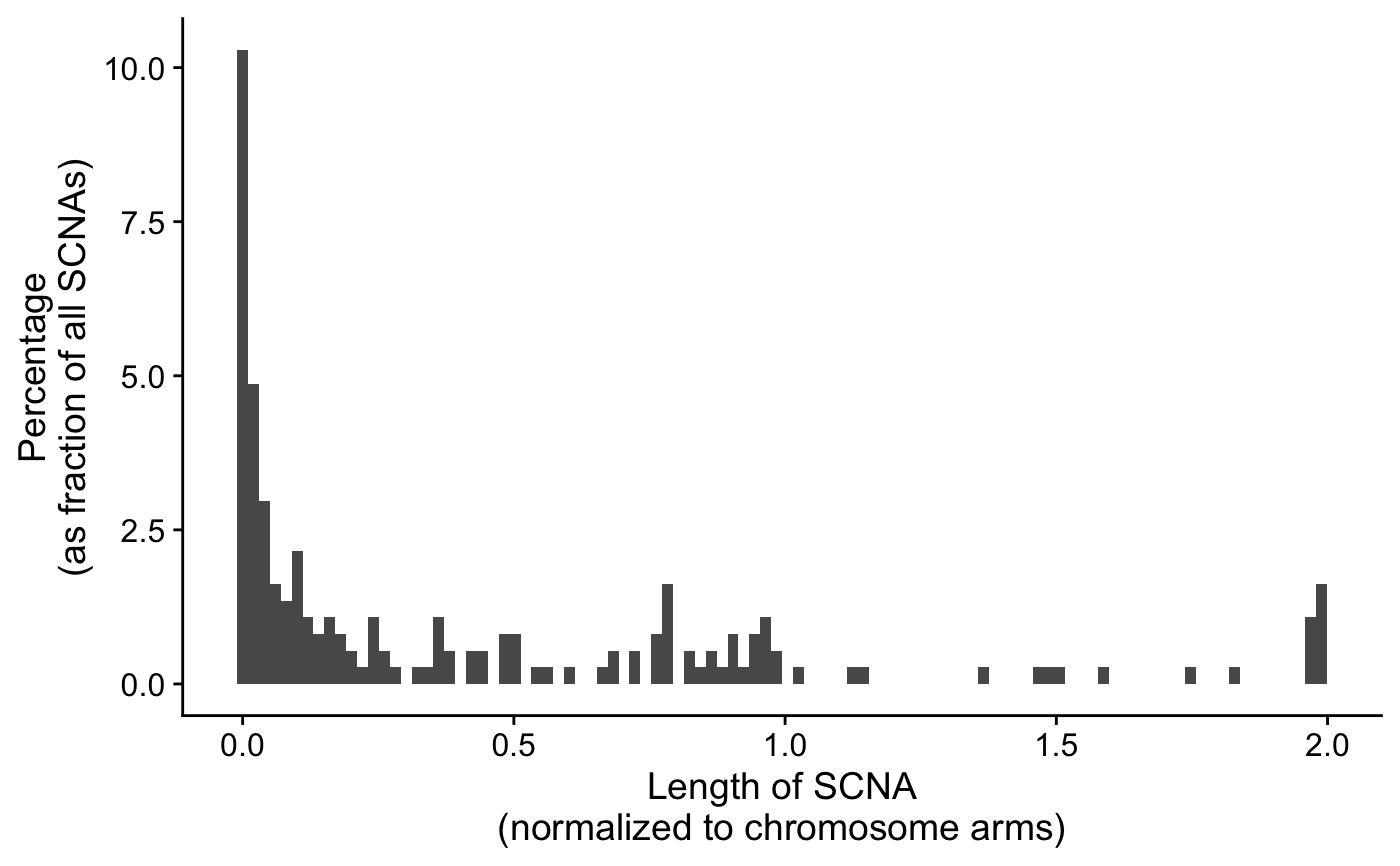 Percentage
(as fraction of all SCNAs)
10.0
7.5
5.0
2.5
0.0
0.0 0.5 1.0 1.5 2.0
Length of SCNA
(normalized to chromosome arms)